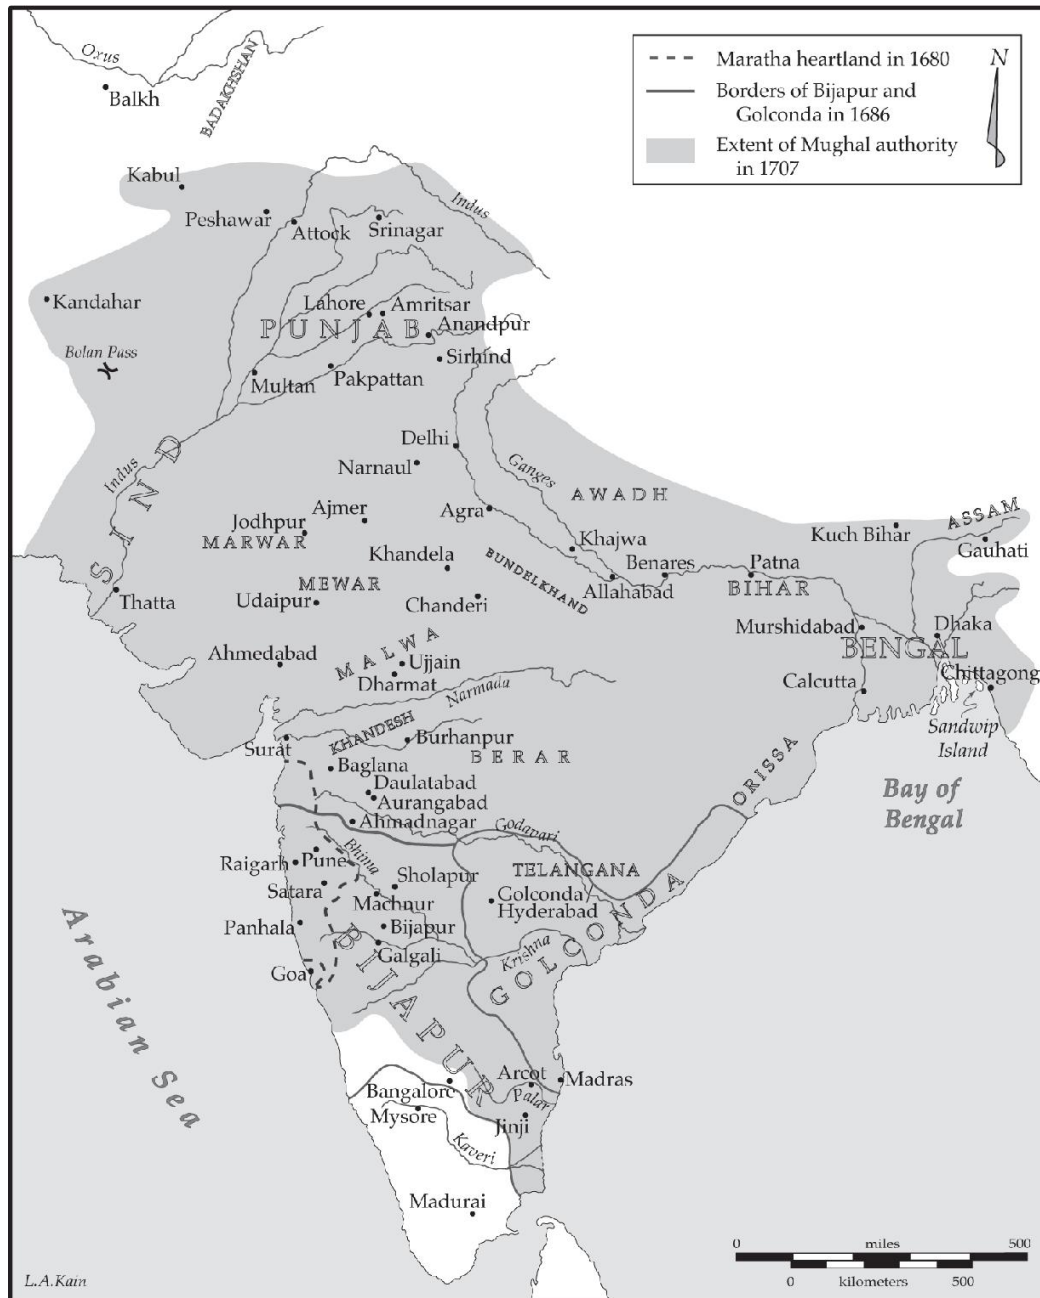 Oxus
Balkh
BADAKHSHAN
Maratha heartland in 1680
Borders of Bijapur and
Golconda in 1686
Extent of Mughal authority
in 1707
N
Kabul
Peshawar
Attock
Srinagar
Indus
Kandahar
Lahore
Amritsar
PUNJAB
Anandpur
Bolan Pass
Sirhind
Multan
Pakpattan
Delhi
Narnaul
Ganges
Indus
SIND
AWADH
Ajmer
Agra
Jodhpur
MARWAR
Khajwa
Kuch Bihar
ASSAM
Gauhati
Khandela
BUNDELKHAND
Benares
Patna
MEWAR
Allahabad
BIHAR
Thatta
Udaipur
Chanderi
Murshidabad
Dhaka
BENGAL
Ahmedabad
MALWA
Ujjain
Dharmat
Narmada
Calcutta
Chittagong
Sandwip
Island
Surat
KHANDESH
Burhanpur
BERAR
Baglana
Daulatabad
Aurangabad
Ahmadnagar
Godavari
ORISSA
Bay of
Bengal
Raigarh
Pune
Bhima
TELANGANA
Satara
Sholapur
Machnur
Golconda
Hyderabad
Panhala
Bijapur
Galgali
Krishna
GOLCONDA
Goa
BIJAPUR
Arabian Sea
Arcot
Madras
Bangalore
Palar
Mysore
Jinji
Kaveri
Madurai
0 miles 500
0 kilometers 500
L.A.Kain